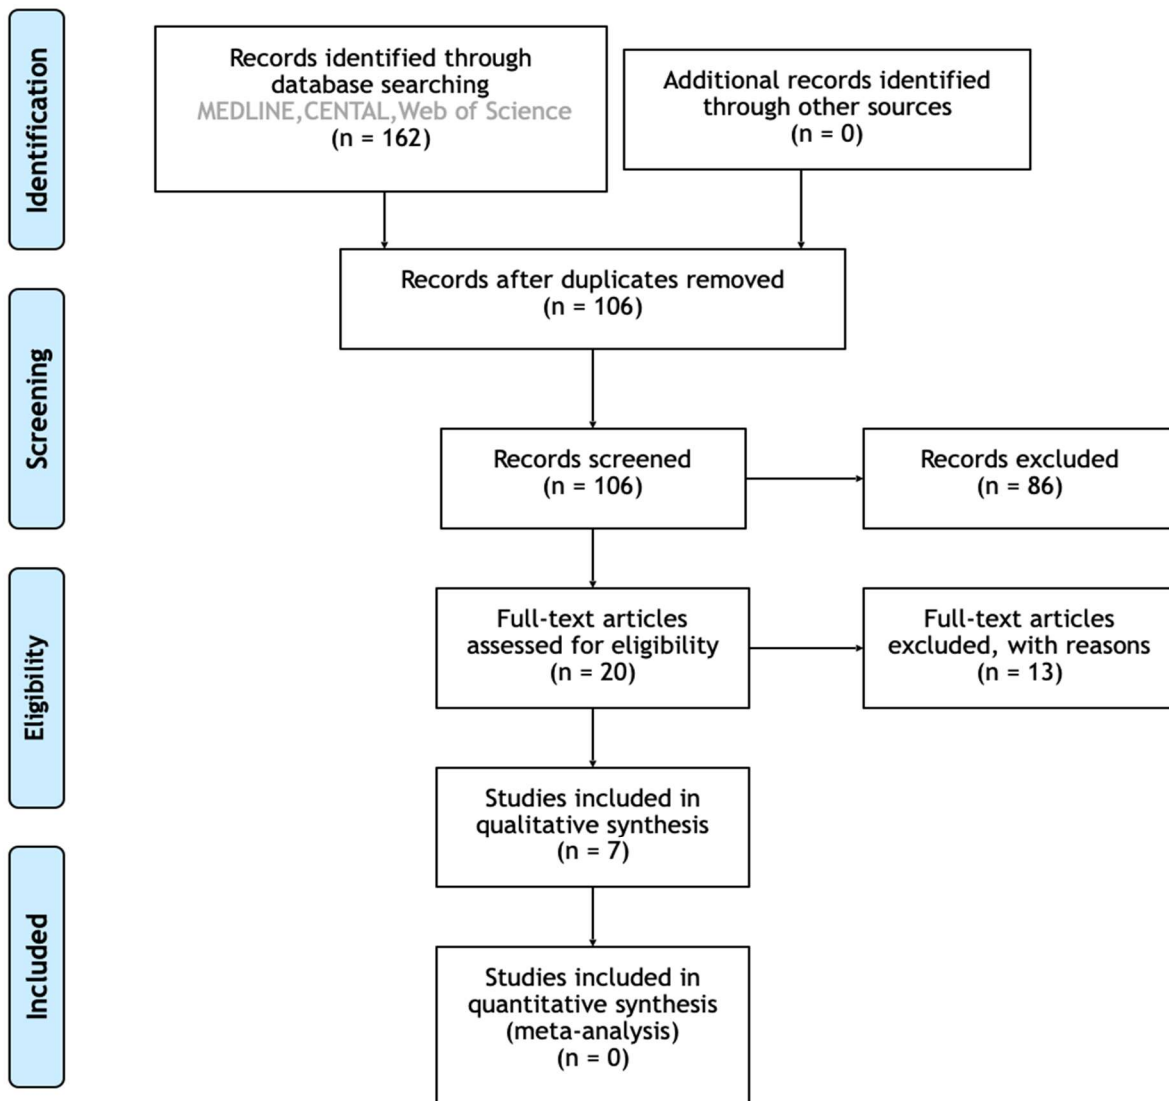 Identification
Records identified through
database searching
MEDLINE,CENTAL,Web of Science
(n = 162)
Additional records identified
through other sources
(n = 0)
Records after duplicates removed
(n = 106)
Screening
Records screened
(n = 106)
Records excluded
(n = 86)
Eligibility
Full-text articles
assessed for eligibility
(n = 20)
Full-text articles
excluded, with reasons
(n = 13)
Studies included in
qualitative synthesis
(n = 7)
Included
Studies included in
quantitative synthesis
(meta-analysis)
(n = 0)